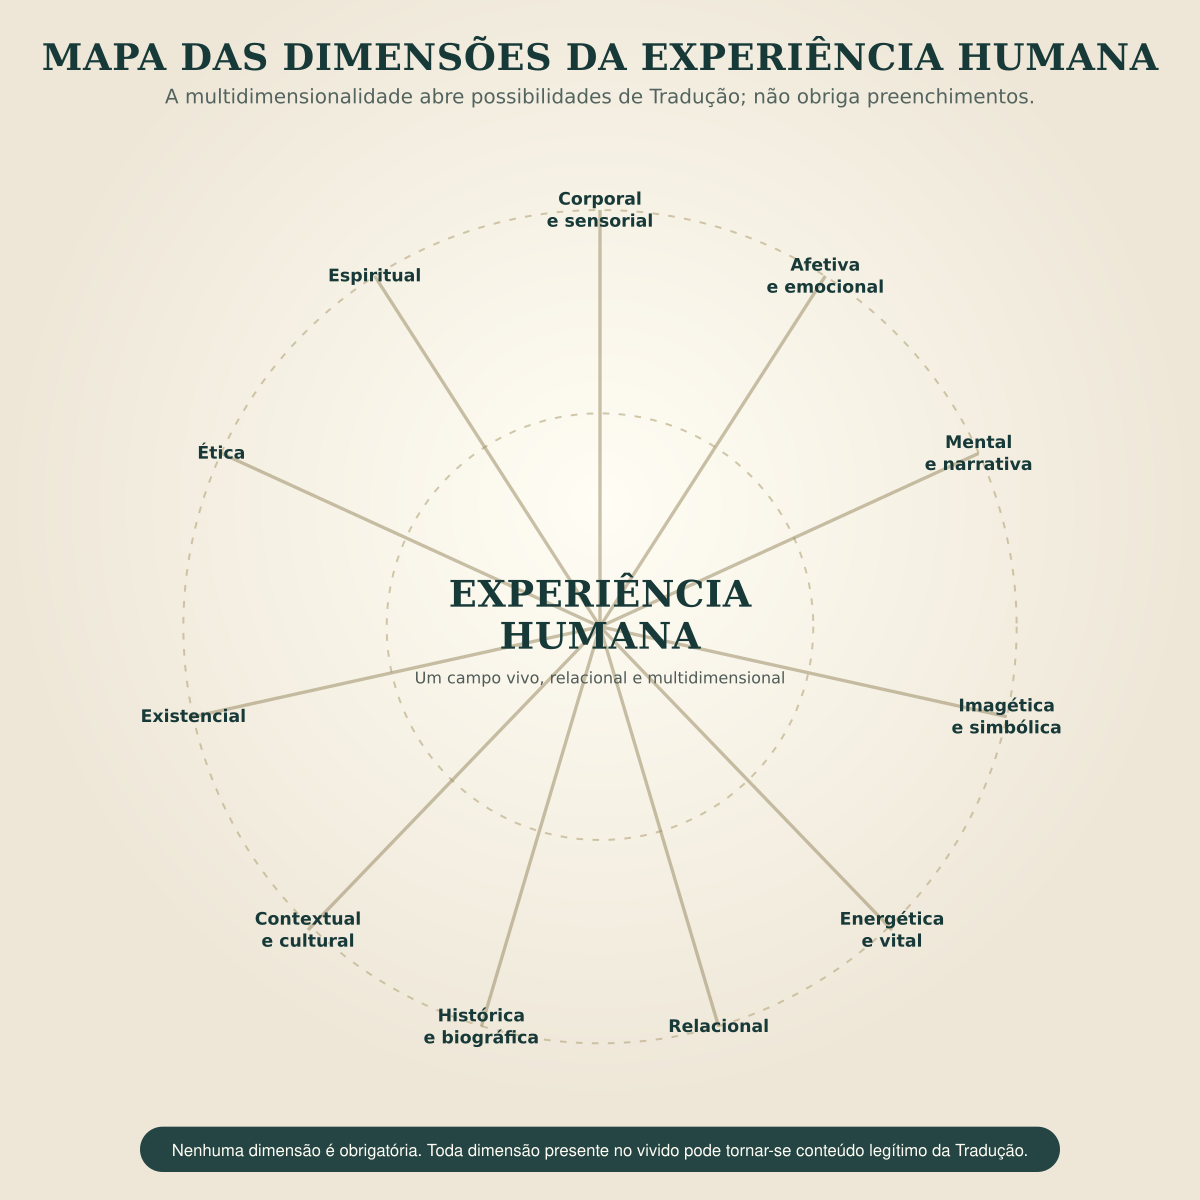 MAPA DAS DIMENSÕES DA EXPERIÊNCIA HUMANA
A multidimensionalidade abre possibilidades de Tradução; não obriga preenchimentos.
Corporal
e sensorial
Afetiva
e emocional
Mental
e narrativa
Imagética
e simbólica
Energética
e vital
Relacional
Histórica
e biográfica
Contextual
e cultural
Existencial
Ética
Espiritual
EXPERIÊNCIA
HUMANA
Um campo vivo, relacional e multidimensional
Nenhuma dimensão é obrigatória. Toda dimensão presente no vivido pode tornar-se conteúdo legítimo da Tradução.